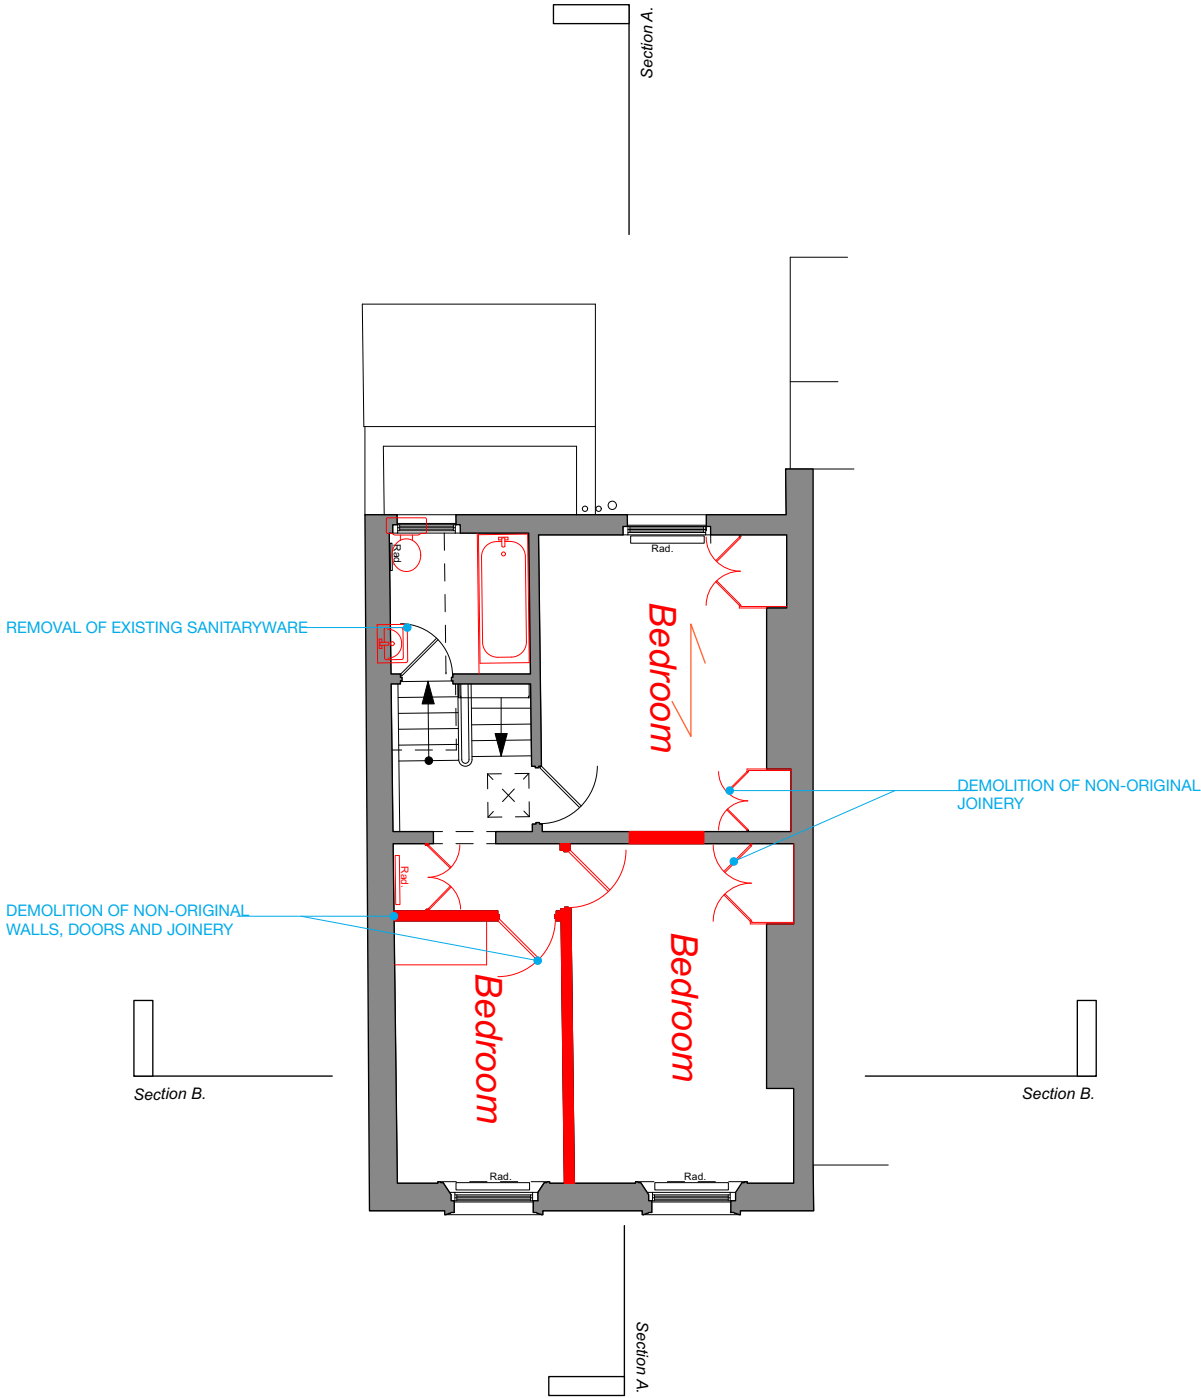 Section A.
Rad.
Rad.
Bedroom
REMOVAL OF EXISTING SANITARYWARE
DEMOLITION OF NON-ORIGINAL
JOINERY
Rad.
DEMOLITION OF NON-ORIGINAL
WALLS, DOORS AND JOINERY
Bedroom
Bedroom
Section B.
Section B.
Rad.
Rad.
Section A.